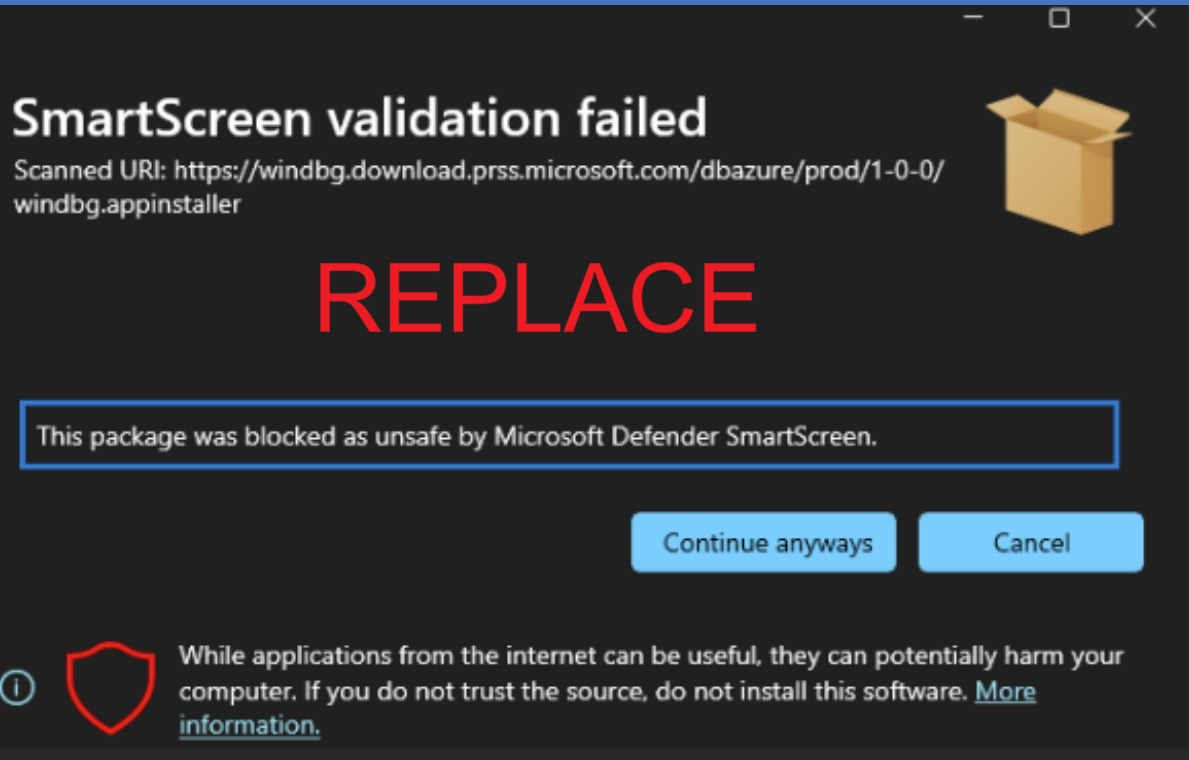 SmartScreen validation failed
Scanned URI: https://windbg.download.prss.microsoft.com/dbazure/prod/1-0-0/
windbg.appinstaller
REPLACE
This package was blocked as unsafe by Microsoft Defender SmartScreen.
Continue anyways
Cancel
While applications from the internet can be useful, they can potentially harm your
computer. If you do not trust the source, do not install this software. More
information.